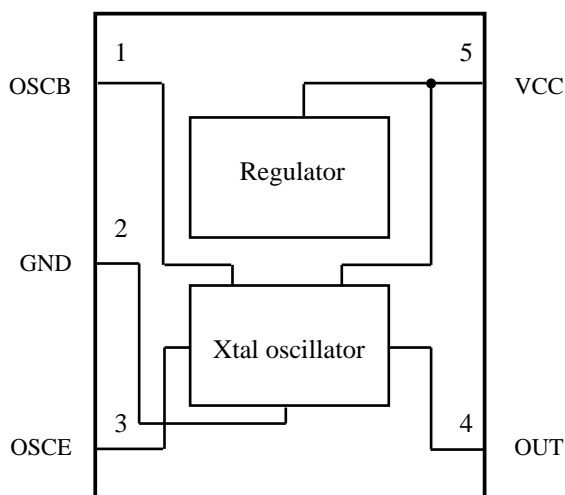 1
5
OSCB
VCC
Regulator
2
GND
Xtal oscillator
3
4
OSCE
OUT